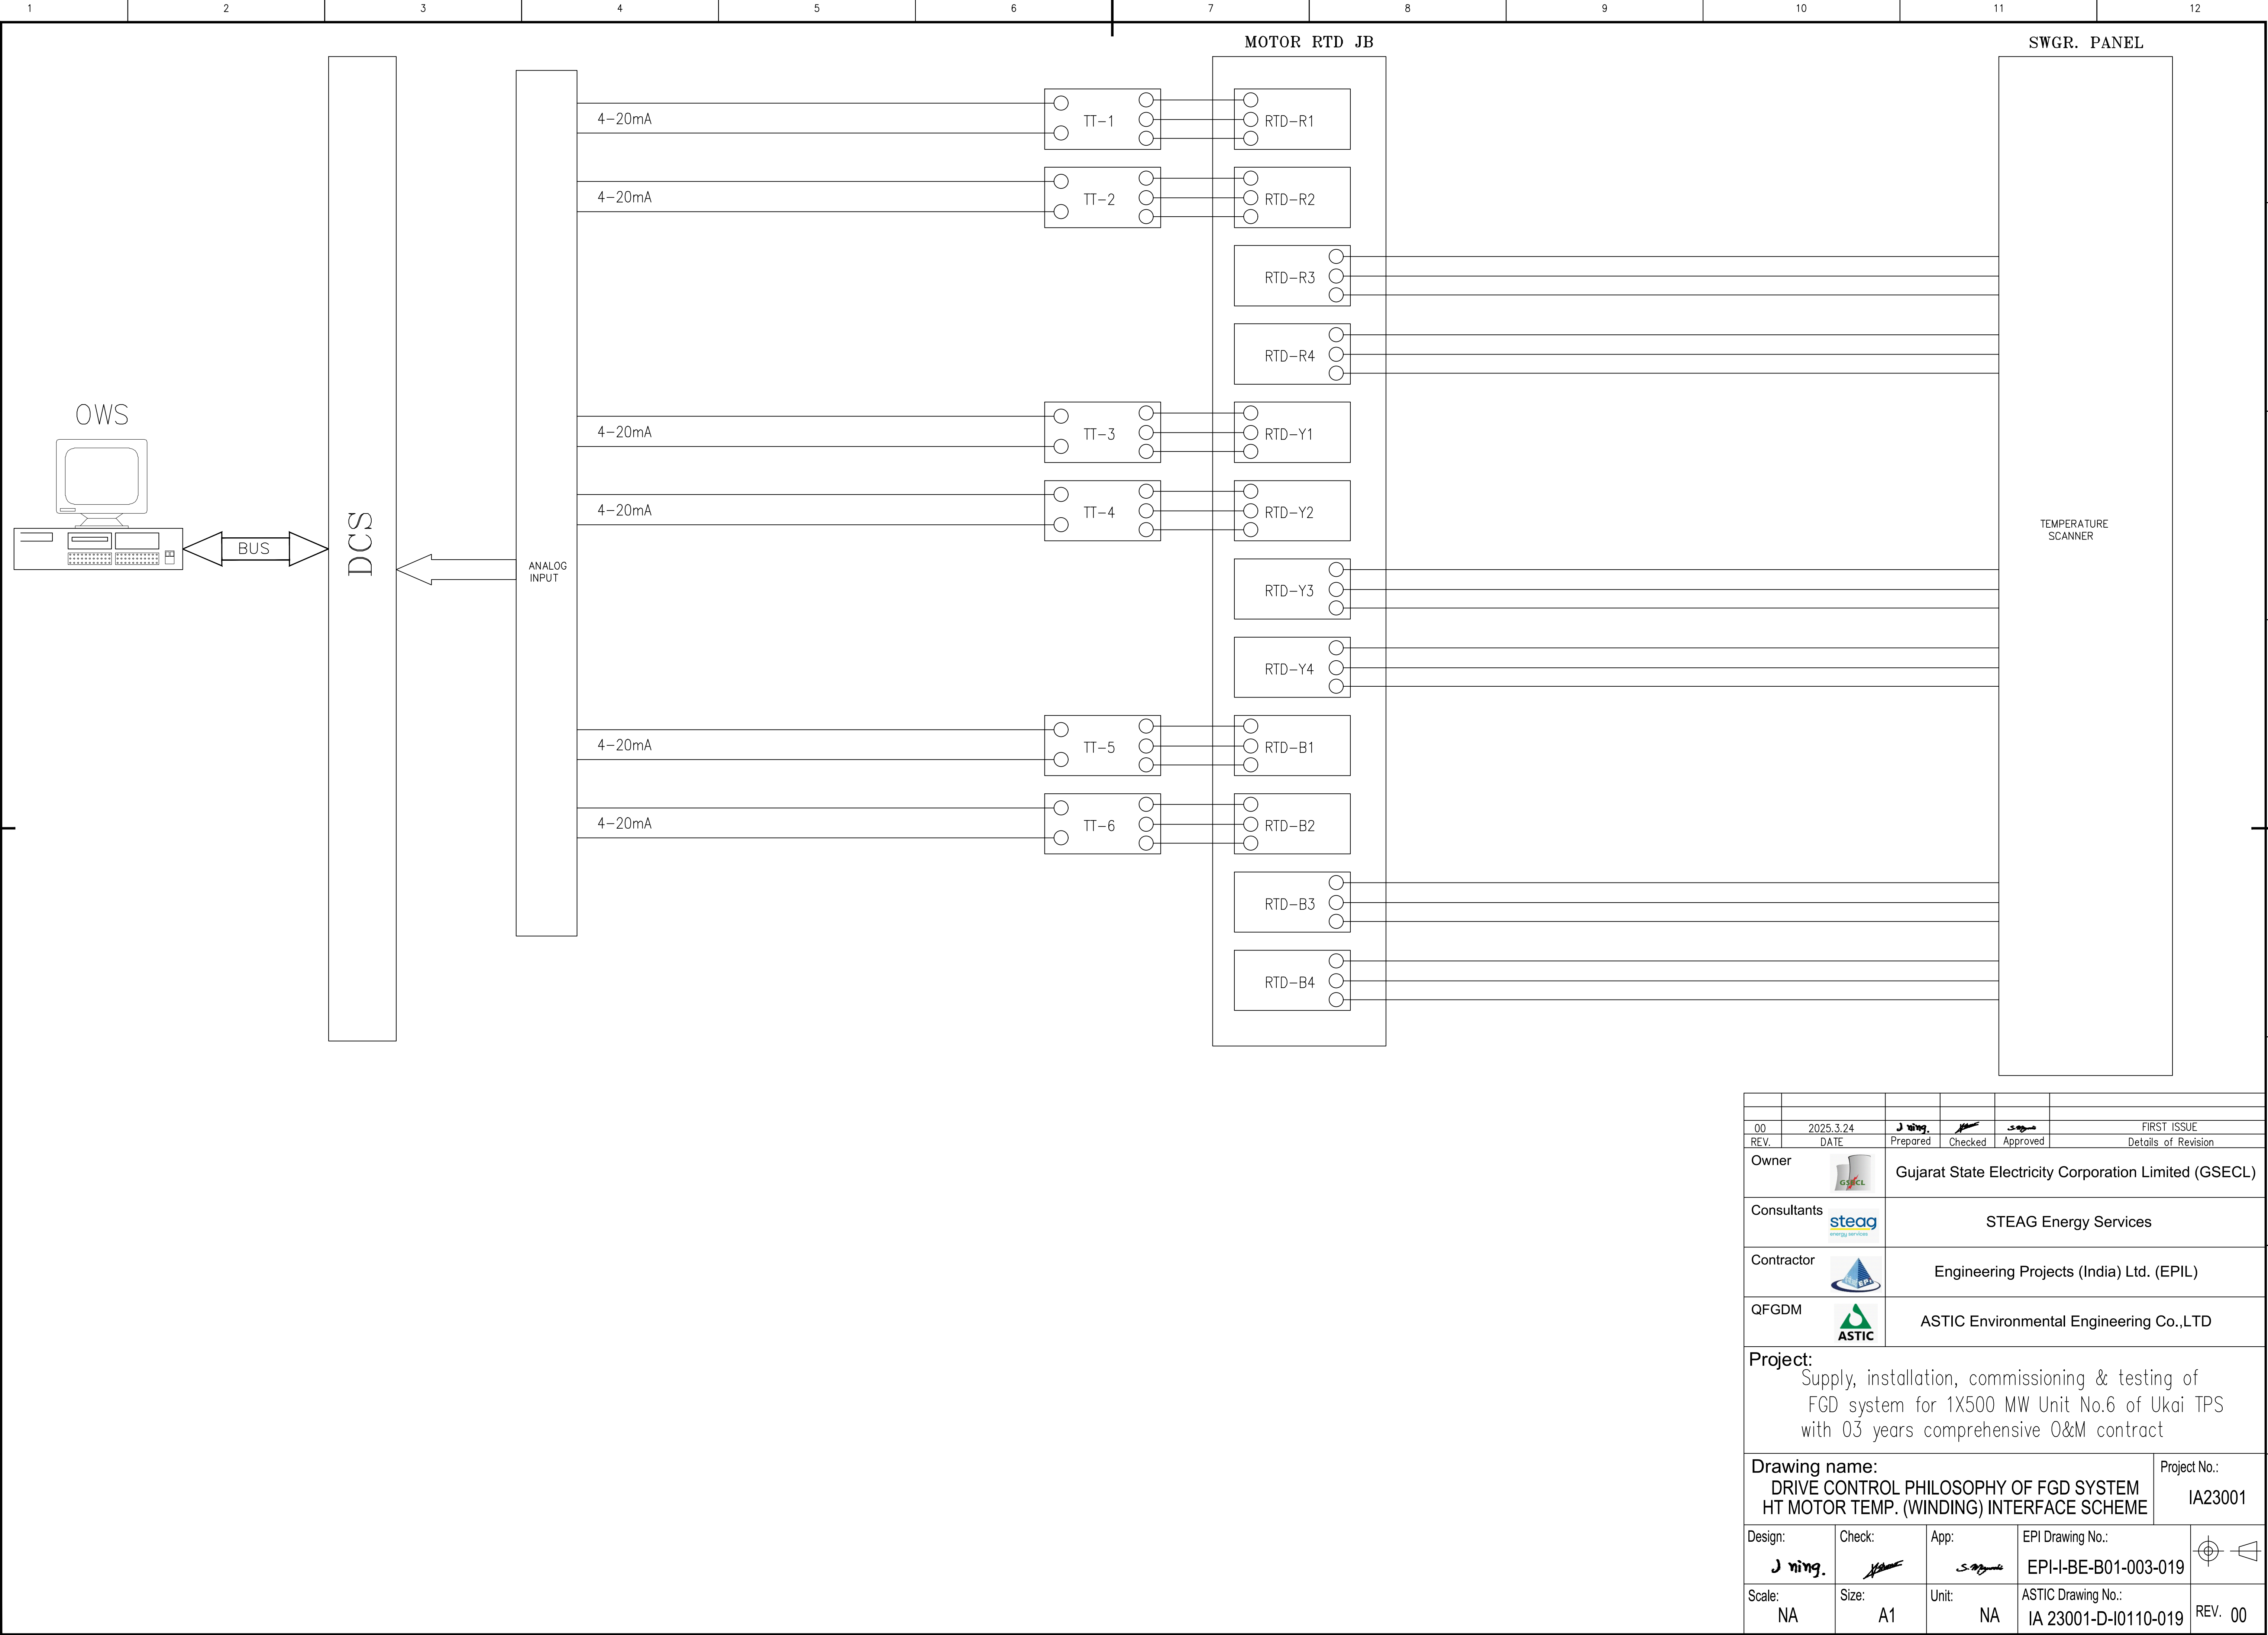 1 2 3 4 5 6 7 8 9 10 11 12
MOTOR RTD JB
SWGR. PANEL
4-20mA
TT-1
RTD-R1
4-20mA
TT-2
RTD-R2
RTD-R3
RTD-R4
OWS
4-20mA
TT-3
RTD-Y1
4-20mA
TT-4
RTD-Y2
BUS
DCS
ANALOG
INPUT
TEMPERATURE
SCANNER
RTD-Y3
RTD-Y4
4-20mA
TT-5
RTD-B1
4-20mA
TT-6
RTD-B2
RTD-B3
RTD-B4
00 2025.3.24 J ning. FIRST ISSUE
REV. DATE Prepared Checked Approved Details of Revision
Owner
GSECL
Gujarat State Electricity Corporation Limited (GSECL)
Consultants
steag
energy services
STEAG Energy Services
Contractor
EPI
Engineering Projects (India) Ltd. (EPIL)
QFGDM
ASTIC
ASTIC Environmental Engineering Co.,LTD
Project:
Supply, installation, commissioning & testing of
FGD system for 1X500 MW Unit No.6 of Ukai TPS
with 03 years comprehensive O&M contract
Drawing name:
DRIVE CONTROL PHILOSOPHY OF FGD SYSTEM
HT MOTOR TEMP. (WINDING) INTERFACE SCHEME
Project No.:
IA23001
Design:
J ning.
Check:
App:
EPI Drawing No.:
EPI-I-BE-B01-003-019
Scale:
NA
Size:
A1
Unit:
NA
ASTIC Drawing No.:
IA 23001-D-I0110-019
REV. 00